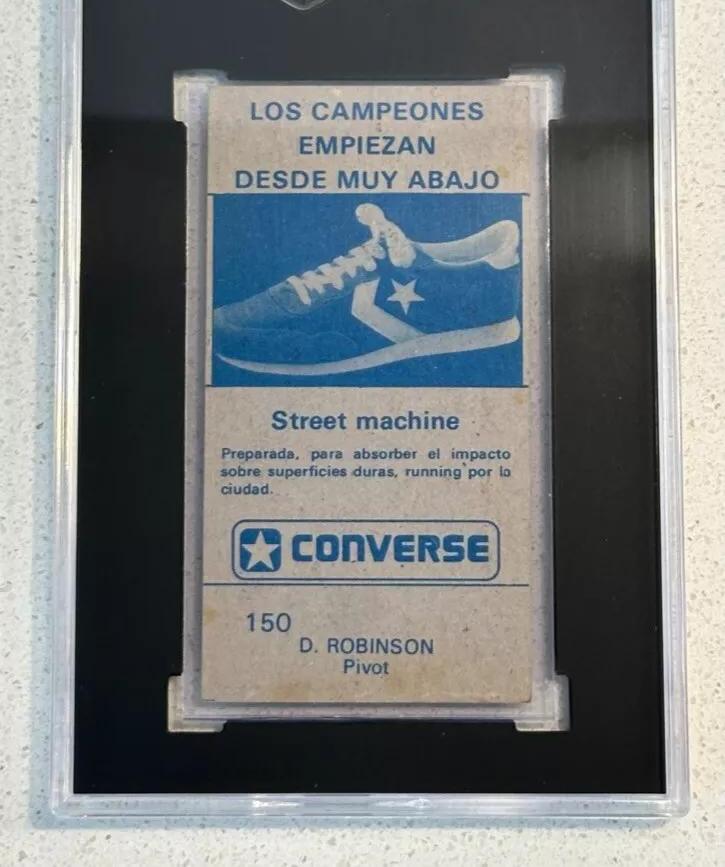 LOS CAMPEONES
EMPIEZAN
DESDE MUY ABAJO
Street machine
Preparada, para absorber el impacto
sobre superficies duras, running por la
ciudad.
CONVERSE
150
D. ROBINSON
Pivot